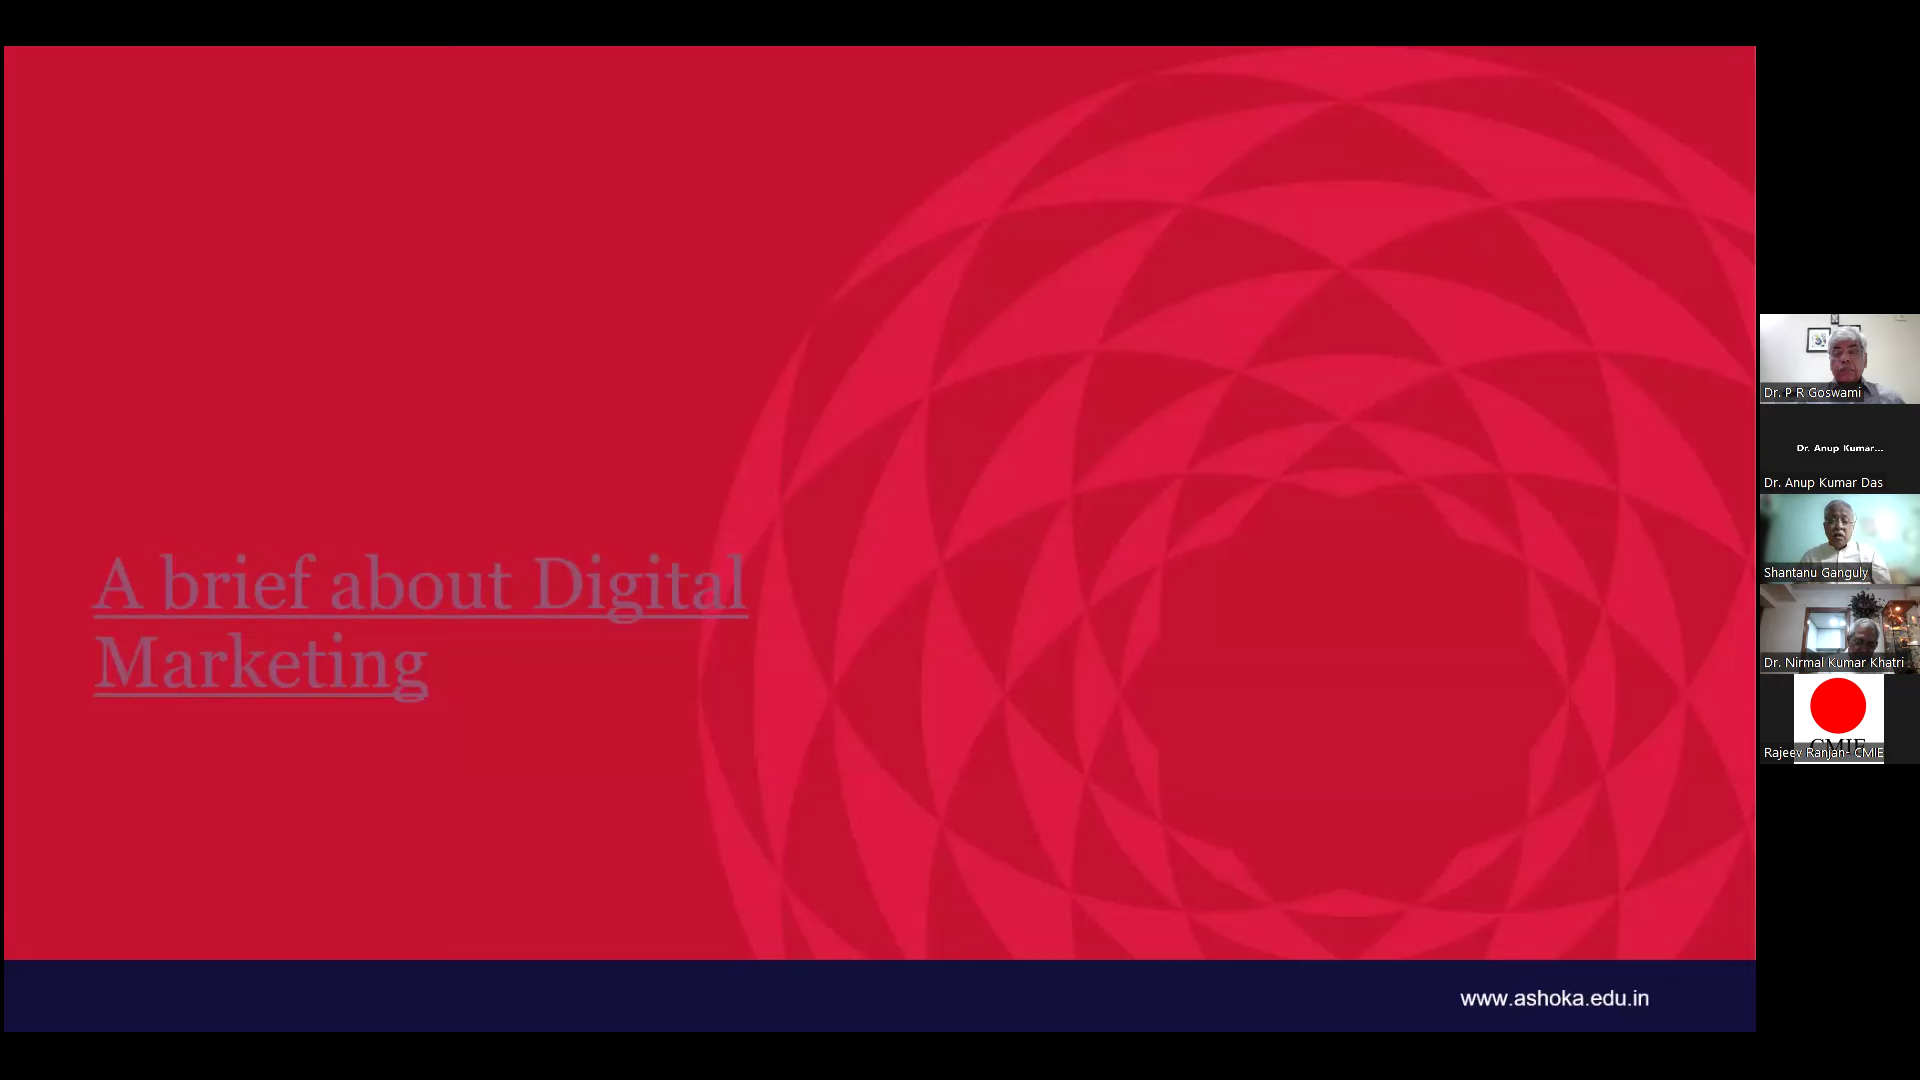 A brief about Digital
Marketing
www.ashoka.edu.in
Dr. P R Goswami
Dr. Anup Kumar...
Dr. Anup Kumar Das
Shantanu Ganguly
Dr. Nirmal Kumar Khatri
CMIE
Rajeev Ranjan- CMIE